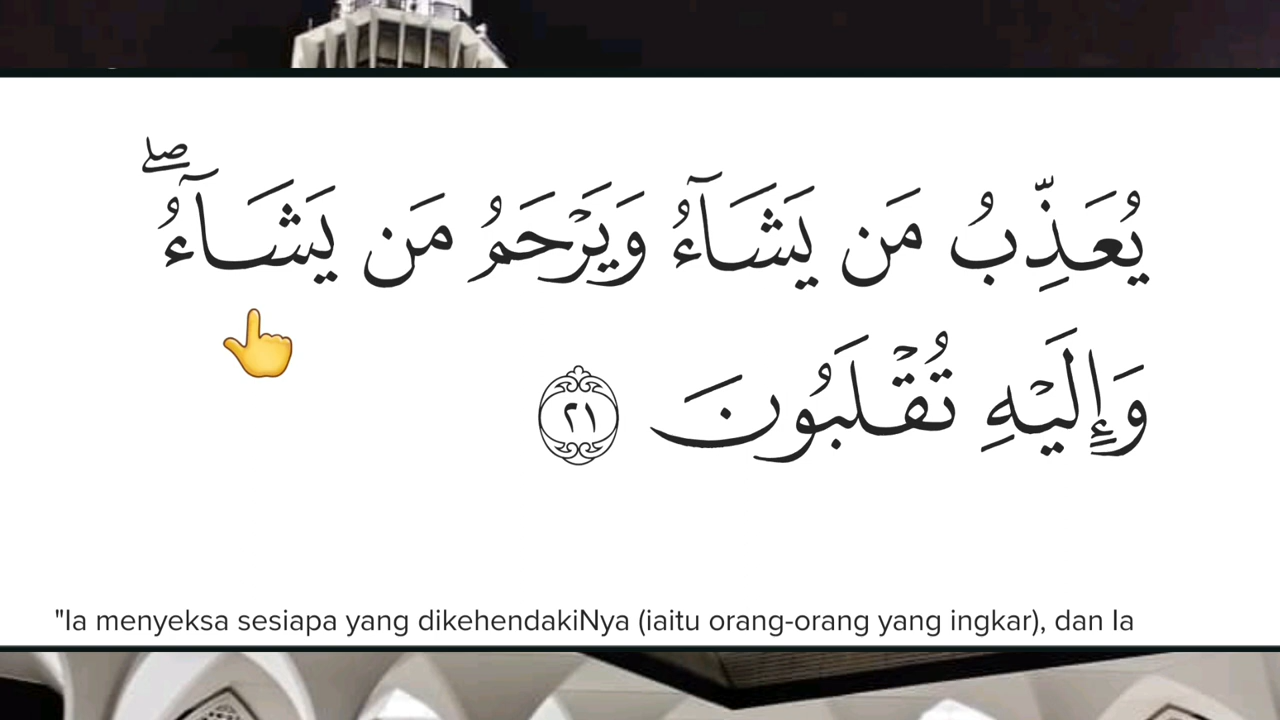 يُعَذِّبُ مَن يَشَآءُ وَيَرْحَمُ مَن يَشَآءُۖ
وَإِلَيْهِ تُقْلَبُونَ ٢١
"Ia menyeksa sesiapa yang dikehendakiNya (iaitu orang-orang yang ingkar), dan Ia